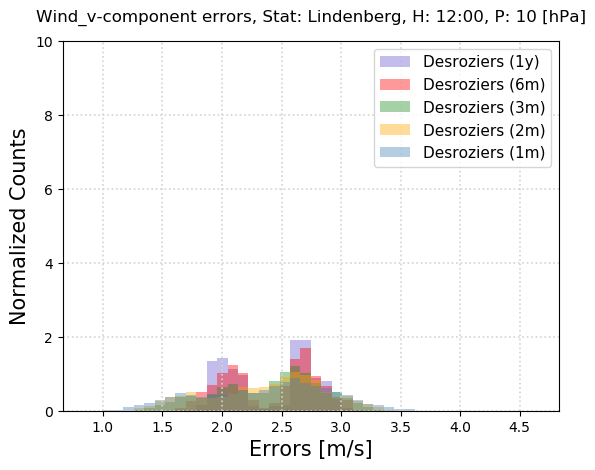 Wind_v-component errors, Stat: Lindenberg, H: 12:00, P: 10 [hPa]
10
8
6
4
2
0
Normalized Counts
Desroziers (1y)
Desroziers (6m)
Desroziers (3m)
Desroziers (2m)
Desroziers (1m)
1.0 1.5 2.0 2.5 3.0 3.5 4.0 4.5
Errors [m/s]